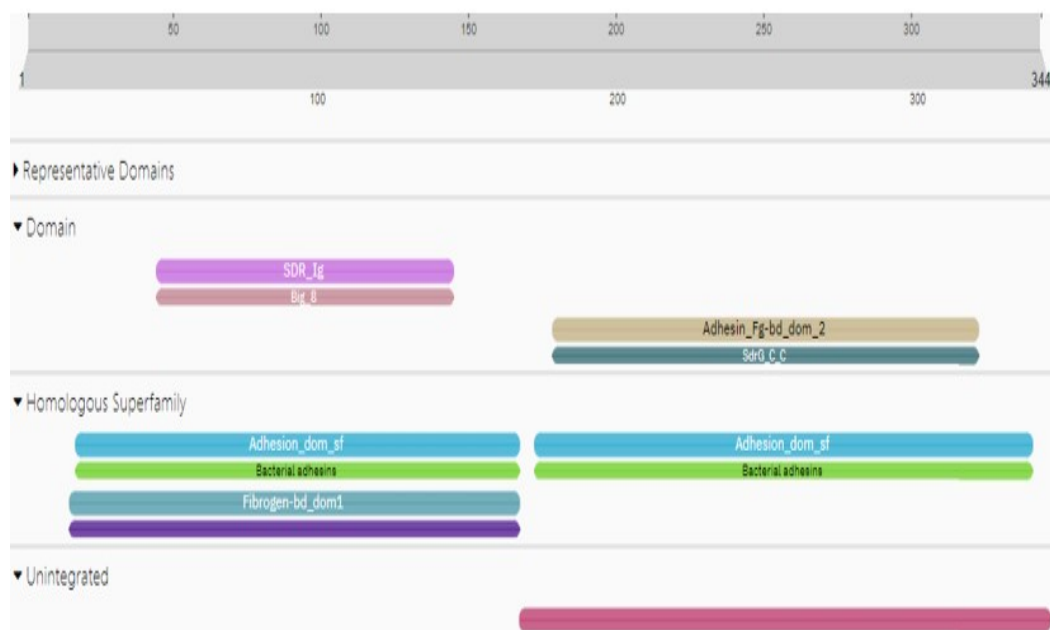 50 100 150 200 250 300
1 344
100 200 300
Representative Domains
Domain
SDR_Ig
Big_8
Adhesin_Fg-bd_dom_2
SdrG_C_C
Homologous Superfamily
Adhesion_dom_sf Adhesion_dom_sf
Bacterial adhesins Bacterial adhesins
Fibrogen-bd_dom1
Unintegrated